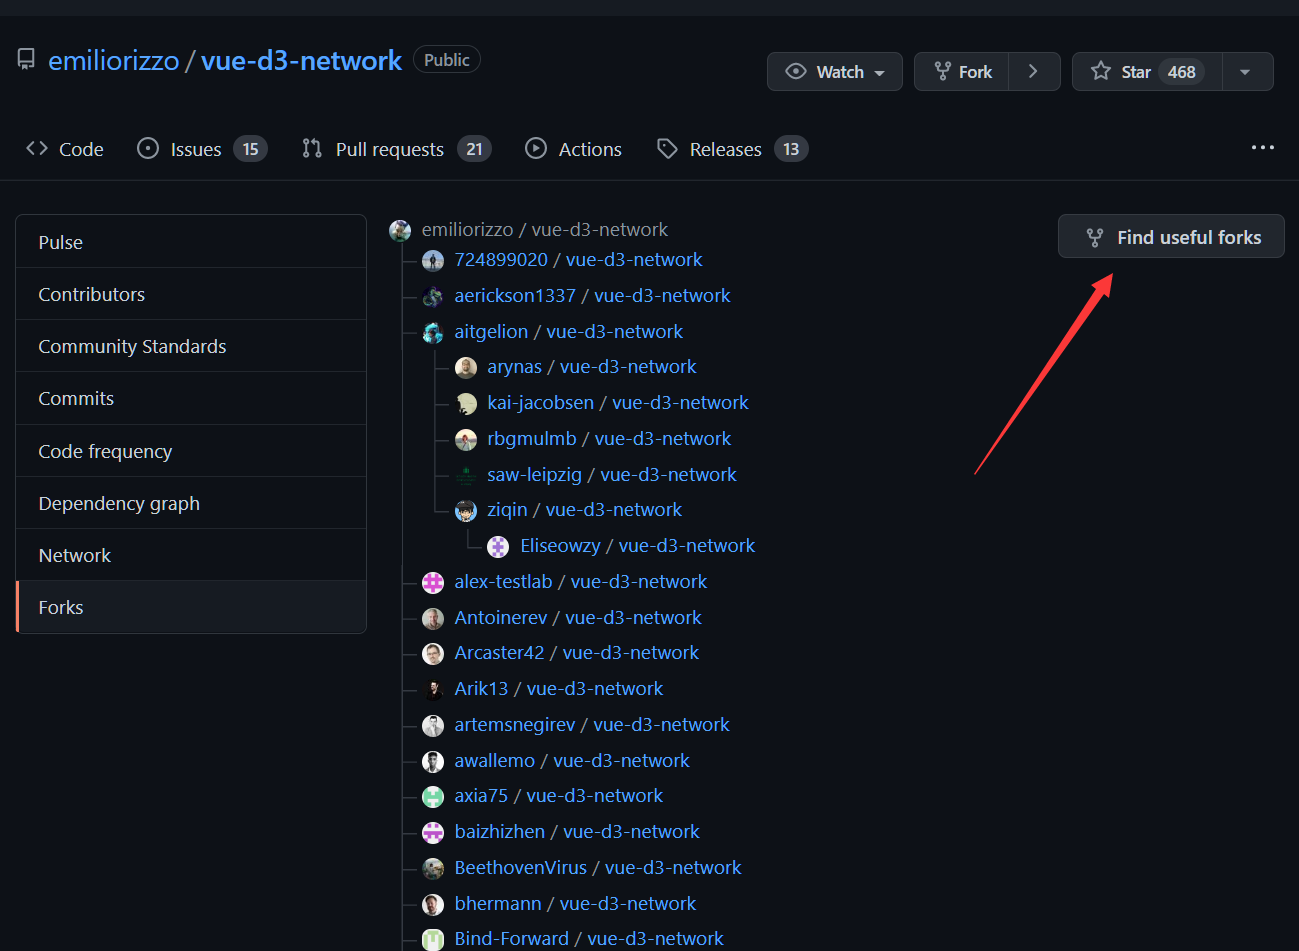 emiliorizzo / vue-d3-network Public
Watch Fork Star 468
Code Issues 15 Pull requests 21 Actions Releases 13
Pulse
Contributors
Community Standards
Commits
Code frequency
Dependency graph
Network
Forks
emiliorizzo / vue-d3-network
724899020 / vue-d3-network
aerickson1337 / vue-d3-network
aitgelion / vue-d3-network
arynas / vue-d3-network
kai-jacobsen / vue-d3-network
rbgmulmb / vue-d3-network
saw-leipzig / vue-d3-network
ziqin / vue-d3-network
Eliseowzy / vue-d3-network
alex-testlab / vue-d3-network
Antoinerev / vue-d3-network
Arcaster42 / vue-d3-network
Arik13 / vue-d3-network
artemsnegirev / vue-d3-network
awallemo / vue-d3-network
axia75 / vue-d3-network
baizhizhen / vue-d3-network
BeethovenVirus / vue-d3-network
bhermann / vue-d3-network
Bind-Forward / vue-d3-network
Find useful forks